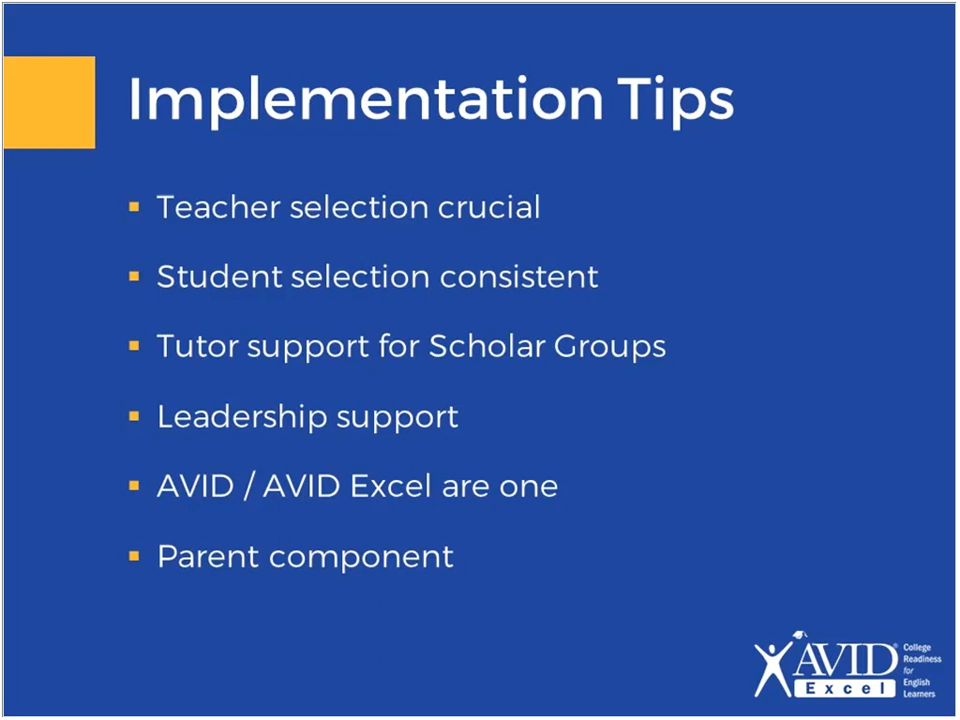 Implementation Tips
Teacher selection crucial
Student selection consistent
Tutor support for Scholar Groups
Leadership support
AVID / AVID Excel are one
Parent component
AVID®
Excel
College
Readiness
for
English
Learners